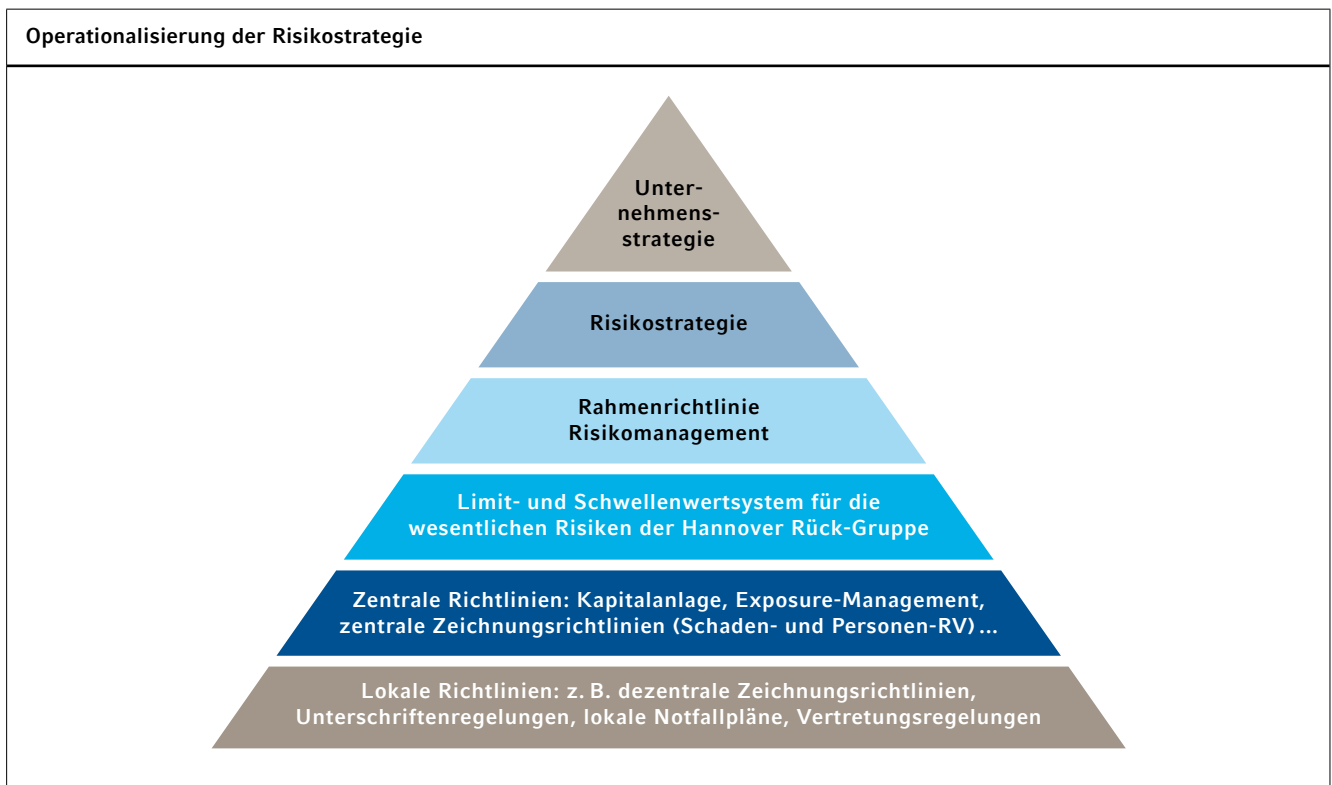 Operationalisierung der Risikostrategie
Unter-
nehmens-
strategie
Risikostrategie
Rahmenrichtlinie
Risikomanagement
Limit- und Schwellenwertsystem für die
wesentlichen Risiken der Hannover Rück-Gruppe
Zentrale Richtlinien: Kapitalanlage, Exposure-Management,
zentrale Zeichnungsrichtlinien (Schaden- und Personen-RV) ...
Lokale Richtlinien: z. B. dezentrale Zeichnungsrichtlinien,
Unterschriftenregelungen, lokale Notfallpläne, Vertretungsregelungen